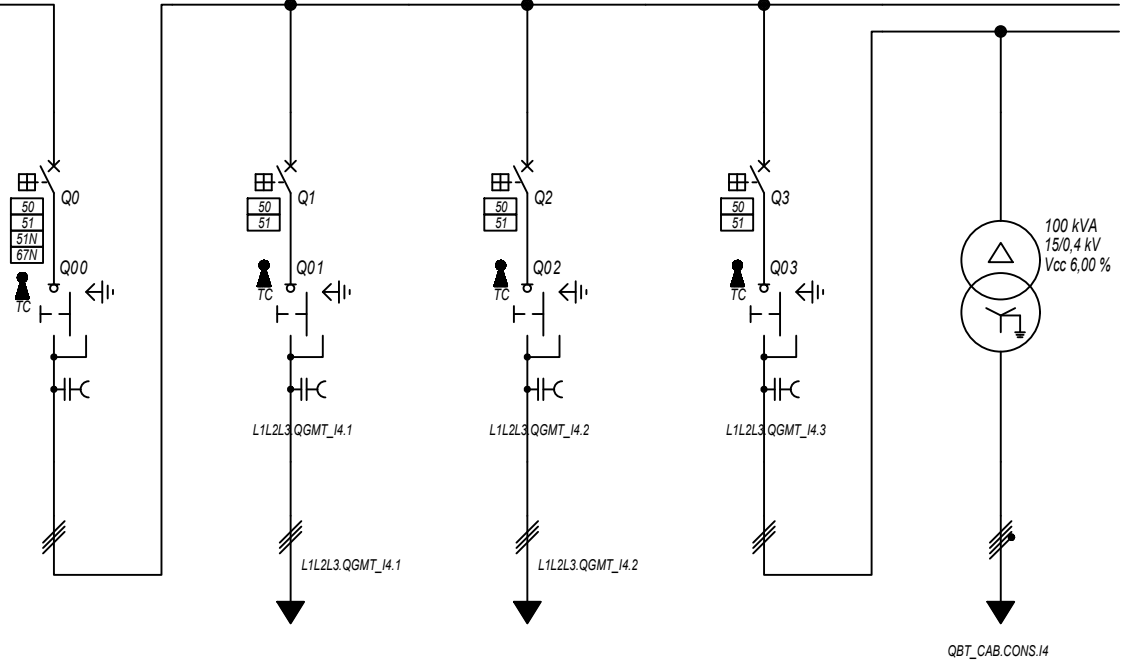 Q0
50
51
51N
67N
Q00
TC
Q1
50
51
Q01
TC
L1L2L3.QGMT_I4.1
L1L2L3.QGMT_I4.1
Q2
50
51
Q02
TC
L1L2L3.QGMT_I4.2
L1L2L3.QGMT_I4.2
Q3
50
51
Q03
TC
L1L2L3.QGMT_I4.3
100 kVA
15/0,4 kV
Vcc 6,00 %
QBT_CAB.CONS.I4